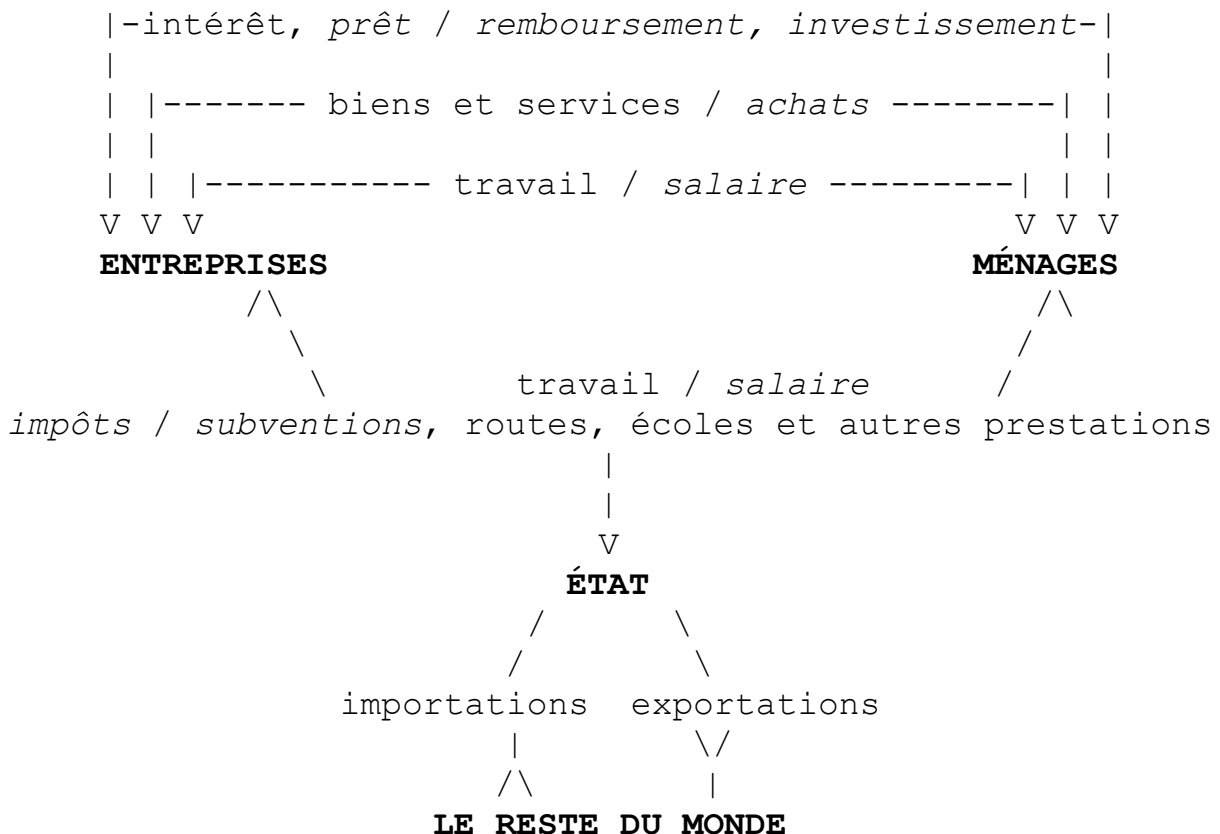 |-intérêt, prêt / remboursement, investissement-|
| |
| |------- biens et services / achats --------| |
| | | |
| | |----------- travail / salaire ---------| | |
V V V V V V
ENTREPRISES MÉNAGES
/\ /\
\ /
\ travail / salaire /
impôts / subventions, routes, écoles et autres prestations
|
|
V
ÉTAT
/ \
/ \
importations exportations
| \/
/\ |
LE RESTE DU MONDE